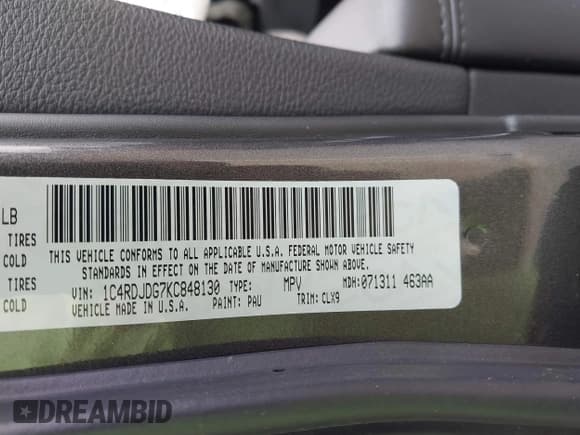 LB
TIRES
COLD
TIRES
COLD
THIS VEHICLE CONFORMS TO ALL APPLICABLE U.S.A. FEDERAL MOTOR VEHICLE SAFETY
STANDARDS IN EFFECT ON THE DATE OF MANUFACTURE SHOWN ABOVE.
VIN: 1C4RDJDG7KC848130 TYPE: MPV MDH:071311 463AA
VEHICLE MADE IN U.S.A. PAINT: PAU TRIM: CLX9
DREAMBID